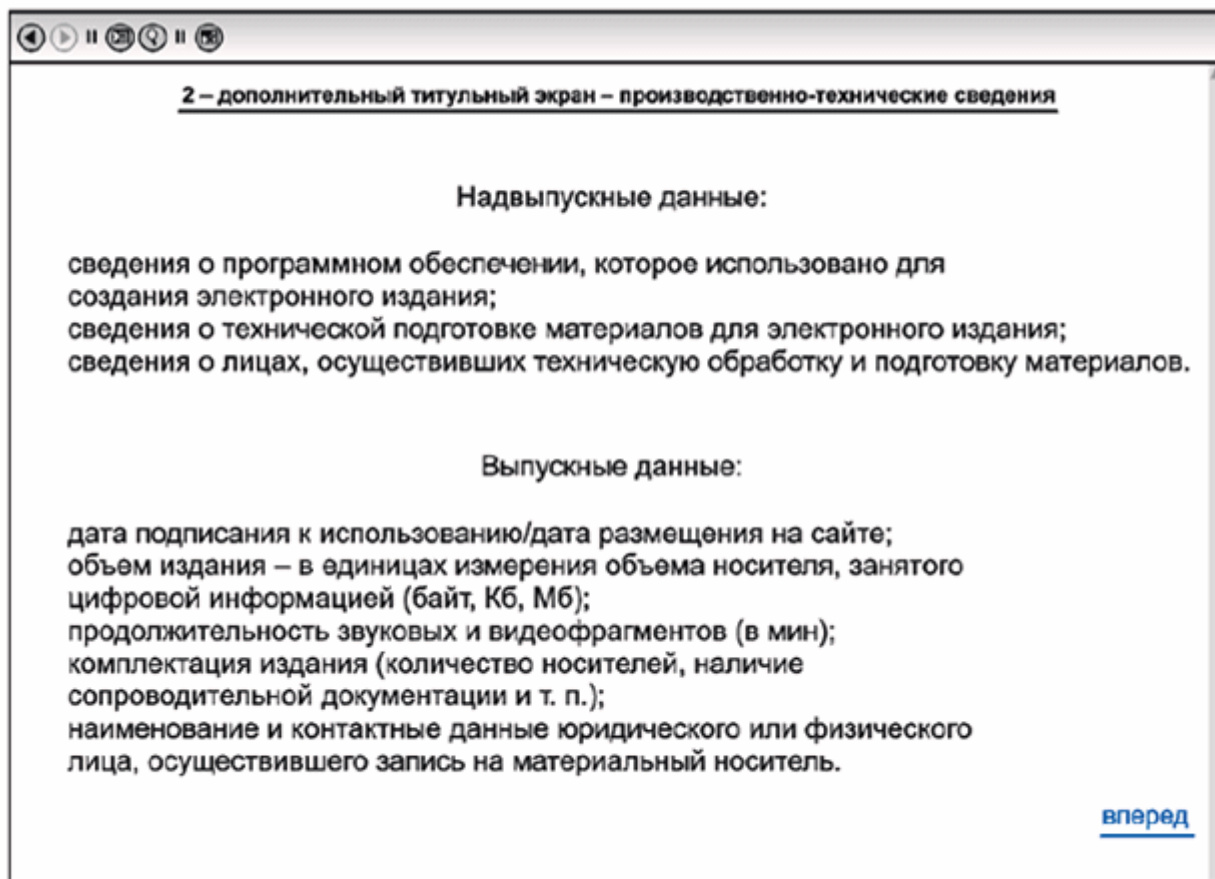 2 – дополнительный титульный экран – производственно-технические сведения
Надвыпускные данные:
сведения о программном обеспечении, которое использовано для
создания электронного издания;
сведения о технической подготовке материалов для электронного издания;
сведения о лицах, осуществивших техническую обработку и подготовку материалов.
Выпускные данные:
дата подписания к использованию/дата размещения на сайте;
объем издания – в единицах измерения объема носителя, занятого
цифровой информацией (байт, Кб, Мб);
продолжительность звуковых и видеофрагментов (в мин);
комплектация издания (количество носителей, наличие
сопроводительной документации и т. п.);
наименование и контактные данные юридического или физического
лица, осуществившего запись на материальный носитель.
вперед